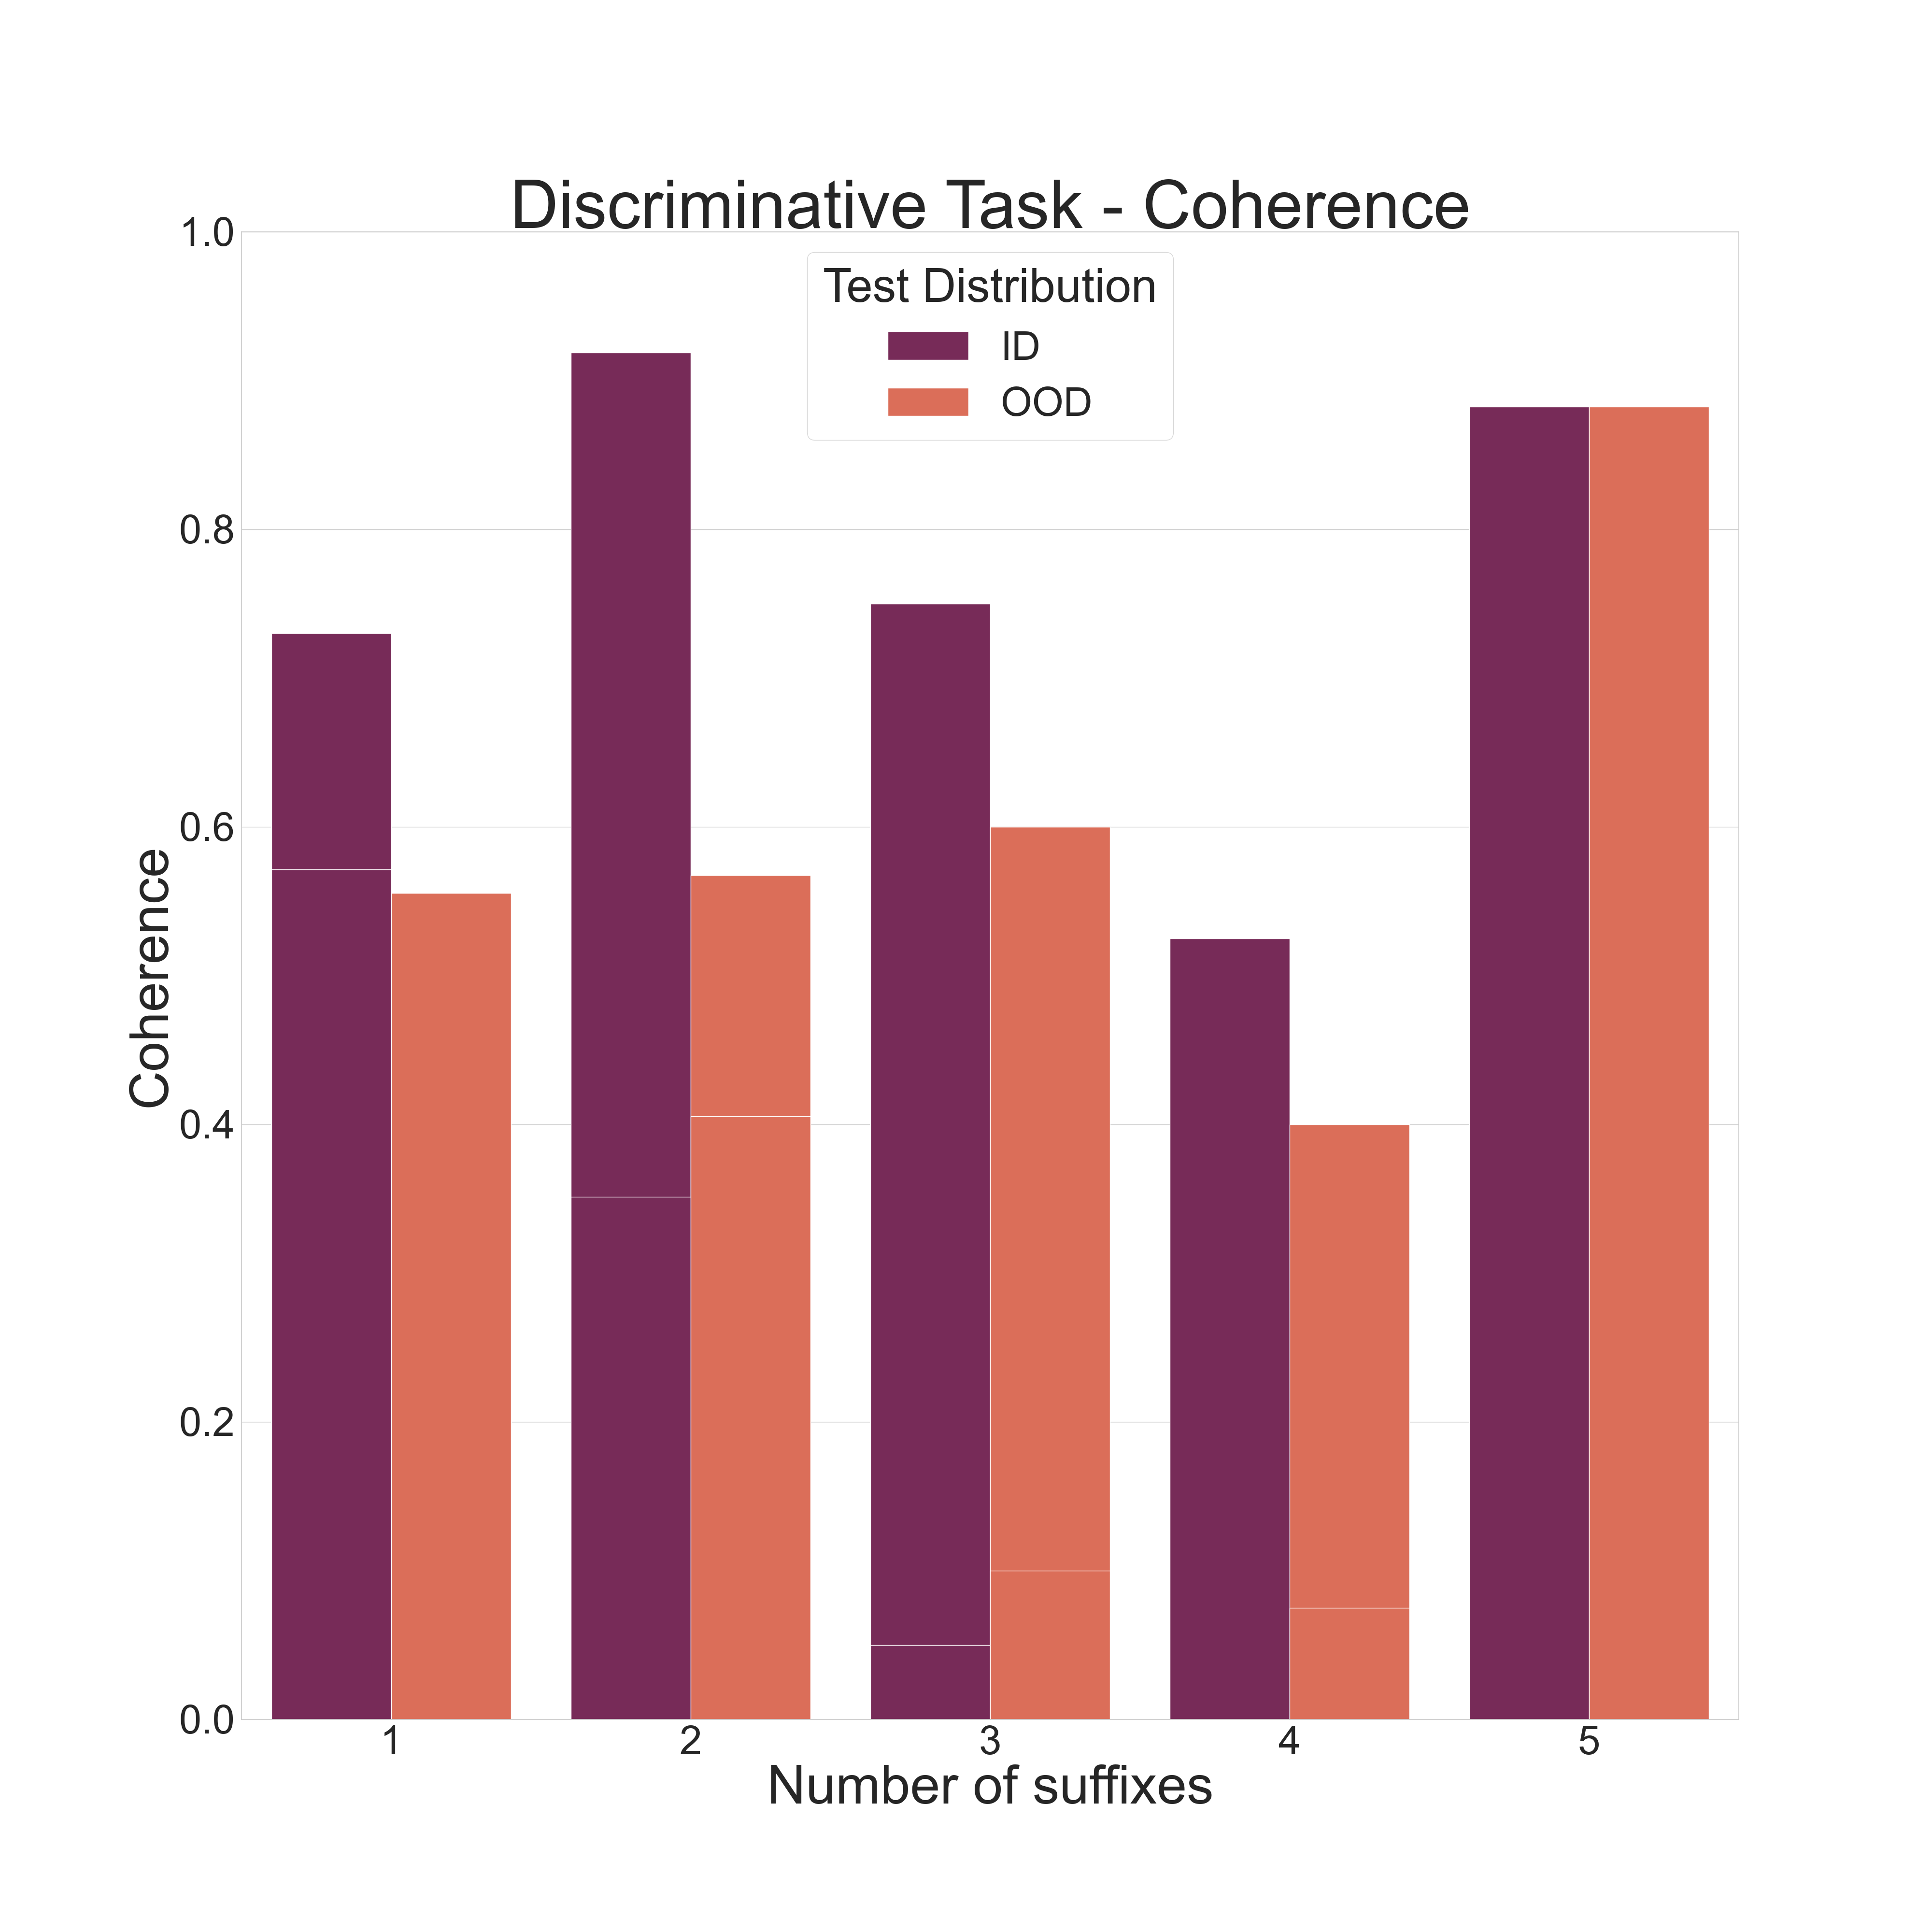 Discriminative Task - Coherence
Test Distribution
ID
OOD
Coherence
1.0
0.8
0.6
0.4
0.2
0.0
1 2 3 4 5
Number of suffixes